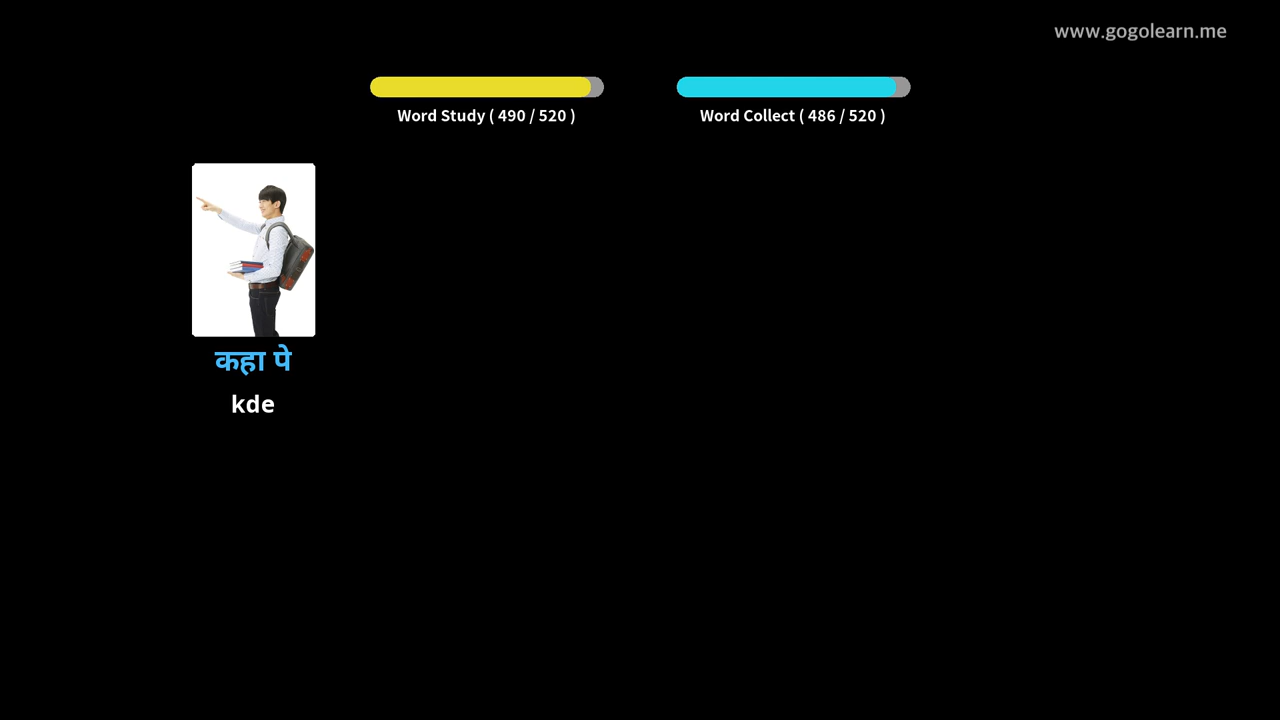 www.gogolearn.me
Word Study ( 490 / 520 )
Word Collect ( 486 / 520 )
कहा पे
kde